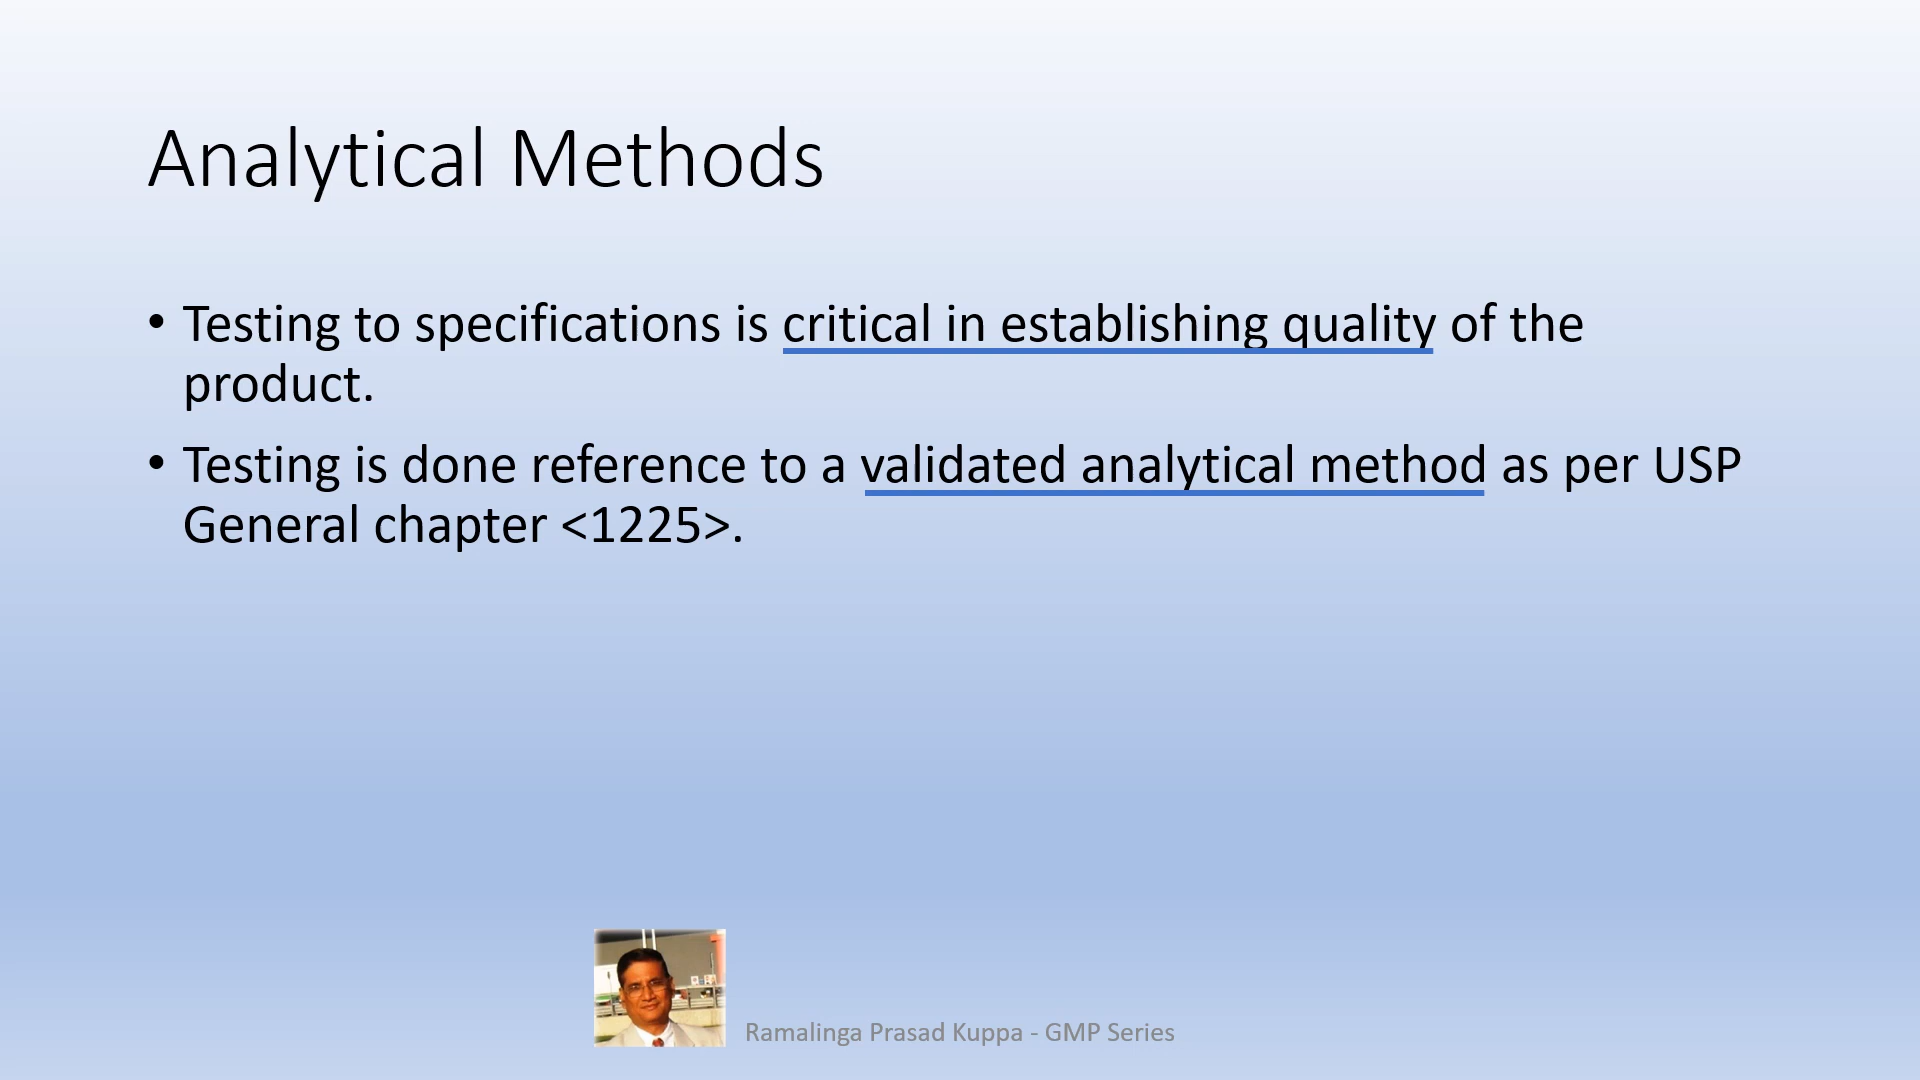 Analytical Methods
• Testing to specifications is critical in establishing quality of the
product.
• Testing is done reference to a validated analytical method as per USP
General chapter <1225>.
Ramalinga Prasad Kuppa - GMP Series